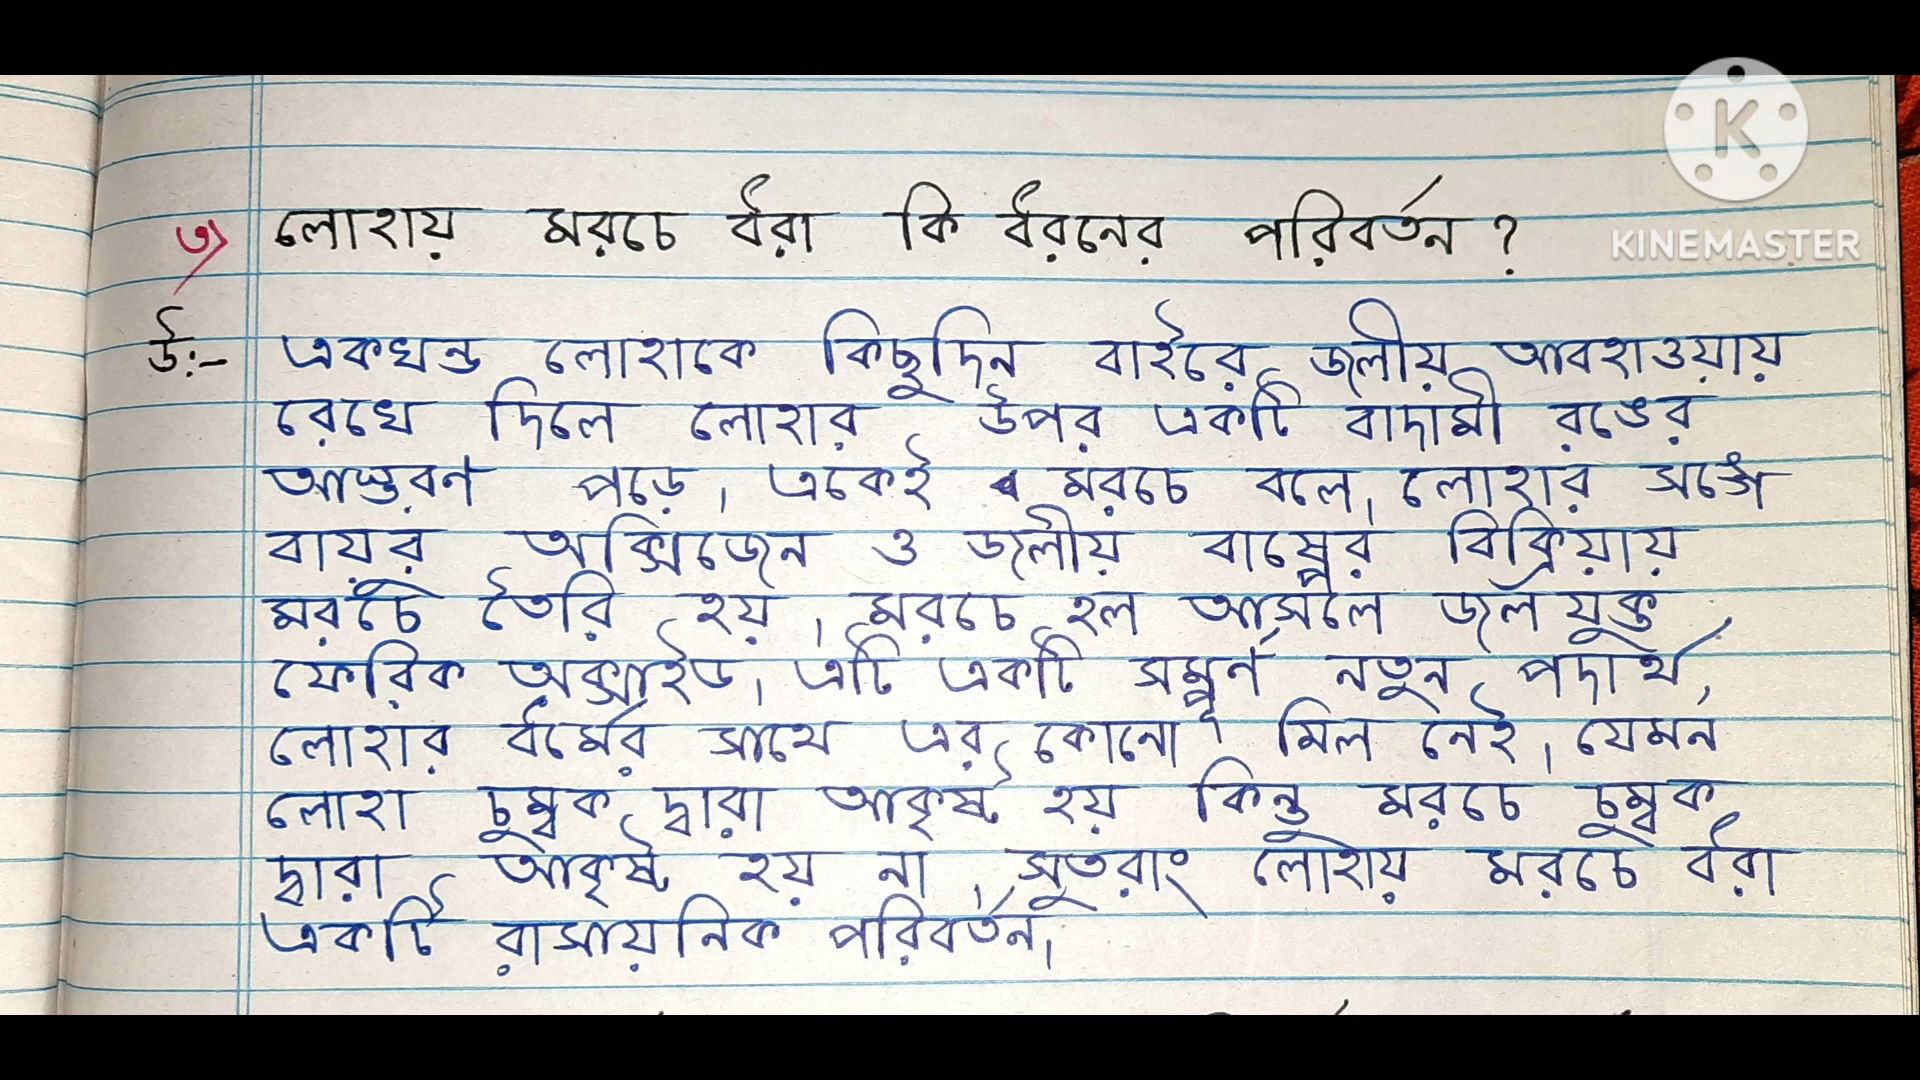 KINEMASTER
৩) লোহায় মরচে ধরা কি ধরনের পরিবর্তন ?
উঃ- একখন্ড লোহাকে কিছুদিন বাইরে জলীয় আবহাওয়ায়
রেখে দিলে লোহার উপর একটি বাদামী রঙের
আস্তরণ পড়ে। একেই মরচে বলে। লোহার সঙ্গে
বায়ুর অক্সিজেন ও জলীয় বাষ্পের বিক্রিয়ায়
মরচে তৈরি হয়। মরচে হল আসলে জল যুক্ত
ফেরিক অক্সাইড। এটি একটি সম্পূর্ণ নতুন পদার্থ,
লোহার ধর্মের সাথে এর কোনো মিল নেই। যেমন
লোহা চুম্বক দ্বারা আকৃষ্ট হয় কিন্তু মরচে চুম্বক
দ্বারা আকৃষ্ট হয় না। সুতরাং লোহায় মরচে ধরা
একটি রাসায়নিক পরিবর্তন।